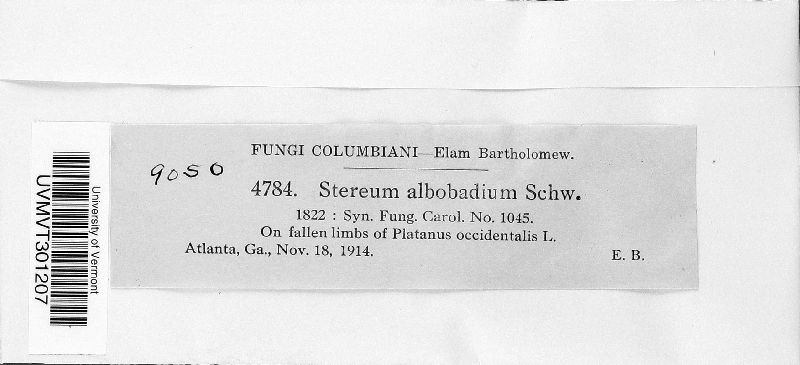 FUNGI COLUMBIANI—Elam Bartholomew.
9050
4784. Stereum albobadium Schw.
1822 : Syn. Fung. Carol. No. 1045.
On fallen limbs of Platanus occidentalis L.
Atlanta, Ga., Nov. 18, 1914.
E. B.
University of Vermont
UVMVT301207